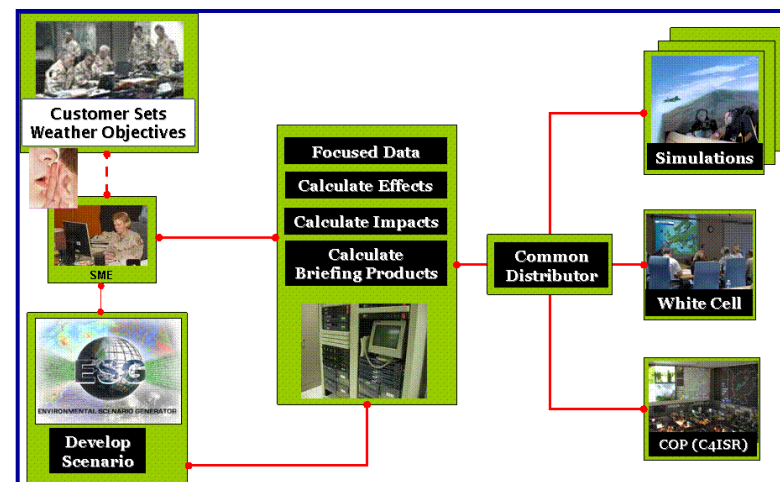 Customer Sets
Weather Objectives
SME
ESG
ENVIRONMENTAL SCENARIO GENERATOR
Develop
Scenario
Focused Data
Calculate Effects
Calculate Impacts
Calculate
Briefing Products
Common
Distributor
Simulations
White Cell
COP (C4ISR)